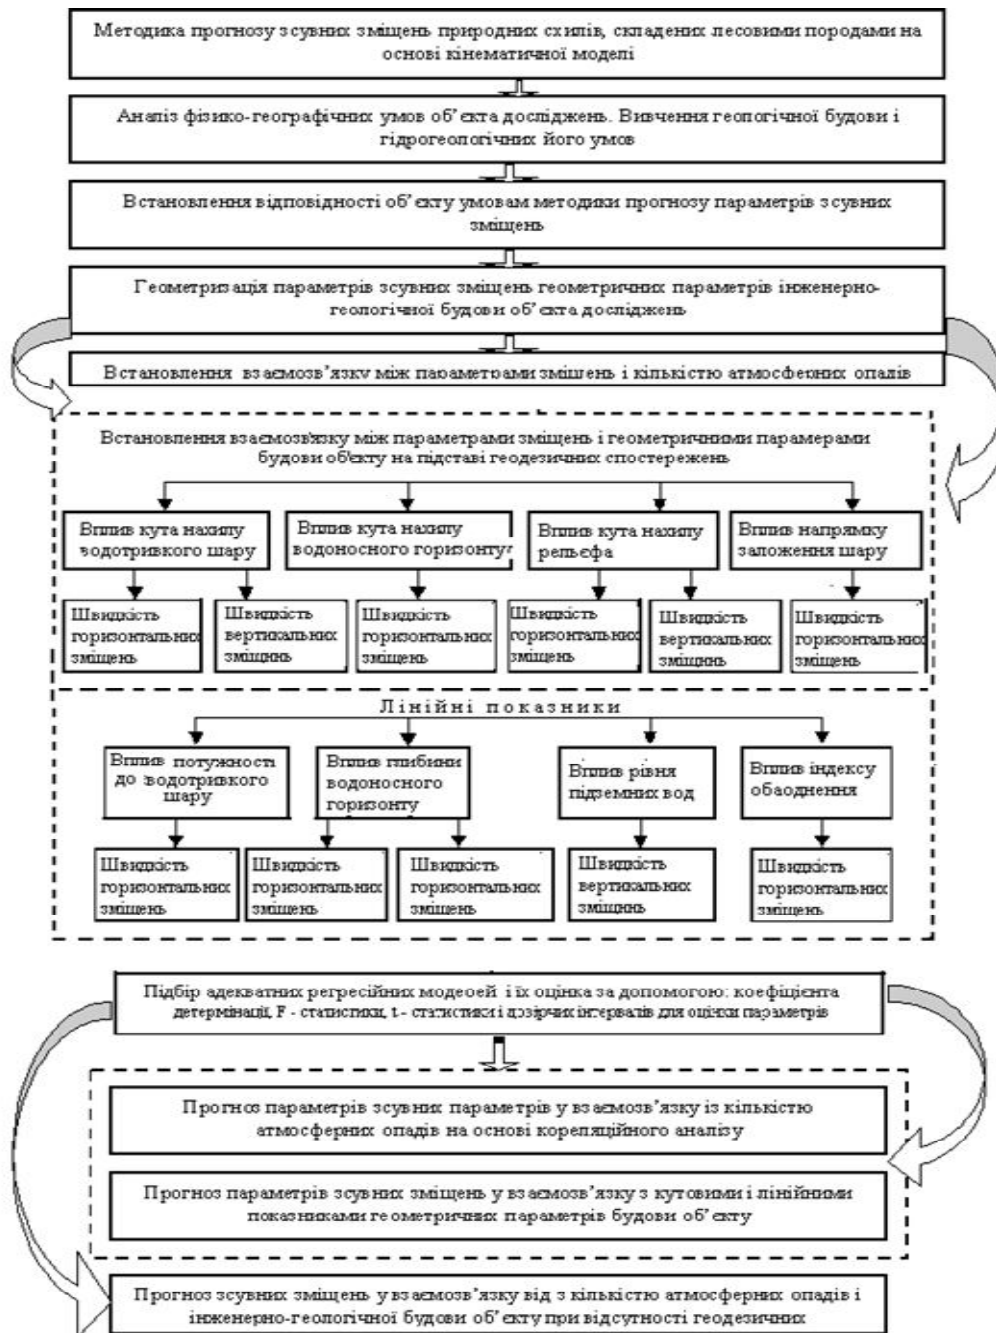 Методика прогнозу зсувних зміщень природних схилів, складених лесовими породами на
основі кінематичної моделі
Аналіз фізико-географічних умов об’єкта досліджень. Вивчення геологічної будови і
гідрогеологічних його умов
Встановлення відповідності об’єкту умовам методики прогнозу параметрів зсувних
зміщень
Геометризація параметрів зсувних зміщень геометричних параметрів інженерно-
геологічної будови об’єкта досліджень
Встановлення взаємозв’язку між параметрами зміщень і кількістю атмосферних опадів
Встановлення взаємозв'язку між параметрами зміщень і геометричними парамерами
будови об'єкту на підставі геодезичних спостережень
Вплив кута нахилу
водотривкого шару
Вплив кута нахилу
водоносного горизонту
Вплив кута нахилу
рельєфа
Вплив напрямку
заложення шару
Швидкість
горизонтальних
зміщень
Швидкість
вертикальних
зміщинь
Швидкість
горизонтальних
зміщень
Швидкість
горизонтальних
зміщень
Швидкість
вертикальних
зміщинь
Швидкість
горизонтальних
зміщень
Лінійні показники
Вплив потужності
до водотривкого
шару
Вплив глибини
водоносного
горизонту
Вплив рівня
підземних вод
Вплив індексу
обаоднення
Швидкість
горизонтальних
зміщень
Швидкість
горизонтальних
зміщень
Швидкість
горизонтальних
зміщень
Швидкість
вертикальних
зміщинь
Швидкість
горизонтальних
зміщень
Підбір адекватних регресійних модеоей і їх оцінка за допомогою: коефіцієнта
детермінації, F - статистики, t - статистики і довірчих інтервалів для оцінки параметрів
Прогноз параметрів зсувних параметрів у взаємозв’язку із кількістю
атмосферних опадів на основі кореляційного аналізу
Прогноз параметрів зсувних зміщень у взаємозв’язку з кутовими і лінійними
показниками геометричних параметрів будови об’єкту
Прогноз зсувних зміщень у взаємозв’язку від з кількістю атмосферних опадів і
інженерно-геологічної будови об’єкту при відсутності геодезичних